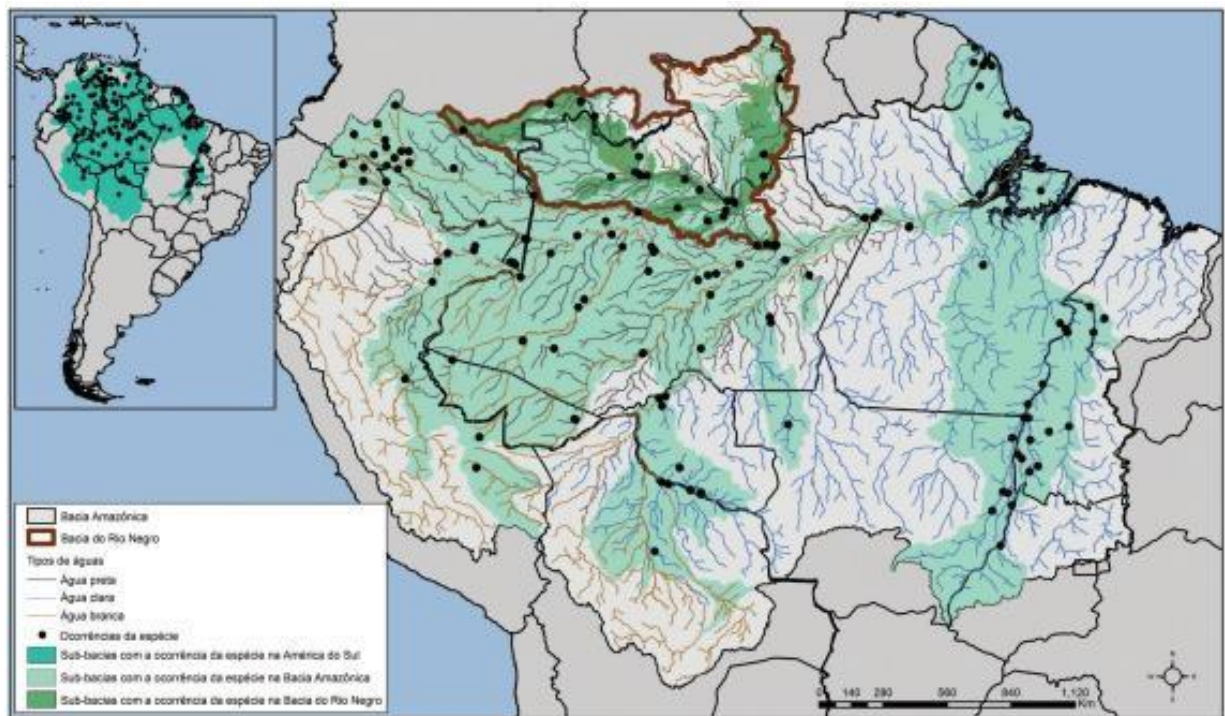 Bacia Amazônica
Bacia do Rio Negro
Tipos de águas
Água preta
Água clara
Água branca
Ocorrências da espécie
Sub-bacias com a ocorrência da espécie na América do Sul
Sub-bacias com a ocorrência da espécie na Bacia Amazônica
Sub-bacias com a ocorrência da espécie na Bacia do Rio Negro
0 140 280 560 840 1,120
Km
N
W E
S